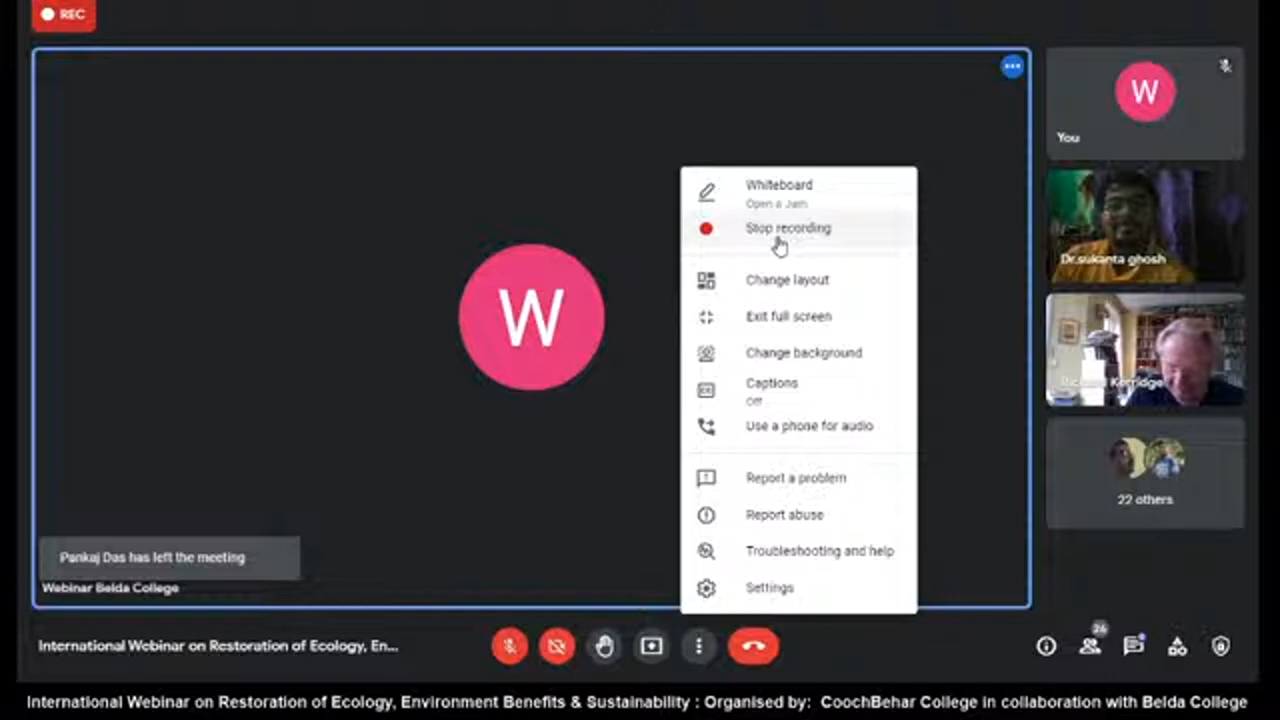 REC
W
You
Dr.sukanta ghosh
Richard Kerridge
22 others
W
Whiteboard
Open a Jam
Stop recording
Change layout
Exit full screen
Change background
Captions
Off
Use a phone for audio
Report a problem
Report abuse
Troubleshooting and help
Settings
Pankaj Das has left the meeting
Webinar Belda College
International Webinar on Restoration of Ecology, En...
26
International Webinar on Restoration of Ecology, Environment Benefits & Sustainability : Organised by: CoochBehar College in collaboration with Belda College